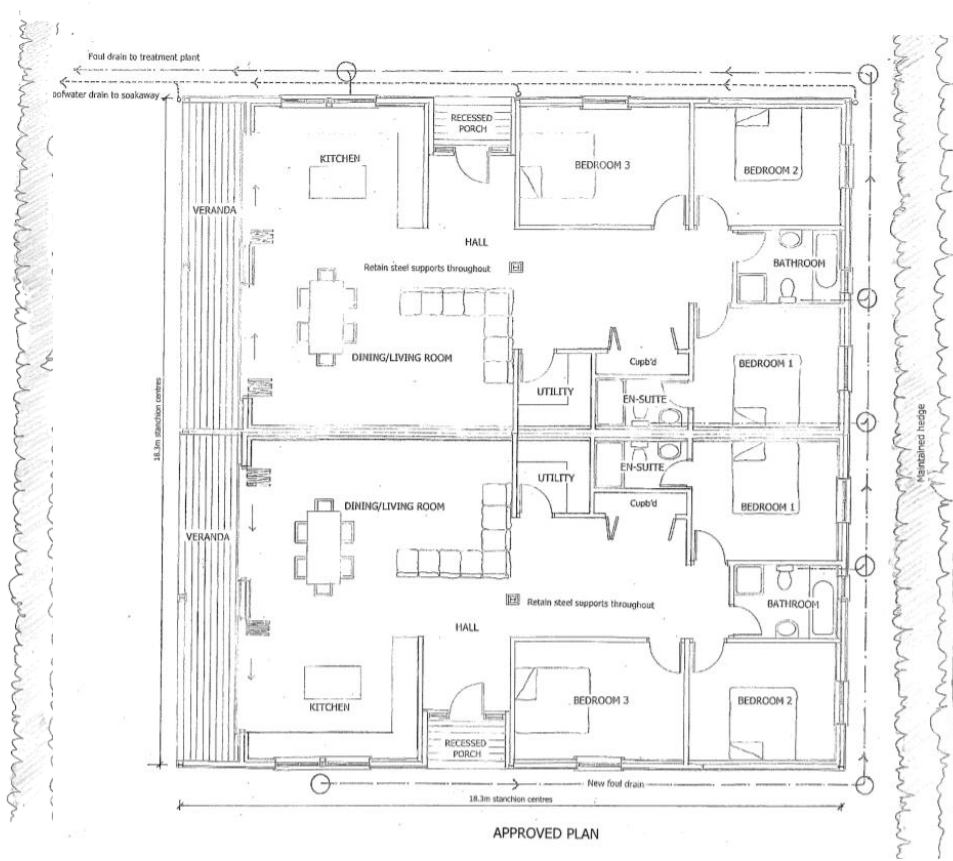 Foul drain to treatment plant
oofwater drain to soakaway
RECESSED
PORCH
KITCHEN
BEDROOM 3
BEDROOM 2
VERANDA
HALL
Retain steel supports throughout
BATHROOM
DINING/LIVING ROOM
Cupb'd
BEDROOM 1
UTILITY
EN-SUITE
18.3m stanchion centres
Maintained hedge
EN-SUITE
UTILITY
DINING/LIVING ROOM
Cupb'd
BEDROOM 1
VERANDA
Retain steel supports throughout
BATHROOM
HALL
KITCHEN
BEDROOM 3
BEDROOM 2
RECESSED
PORCH
New foul drain
18.3m stanchion centres
APPROVED PLAN